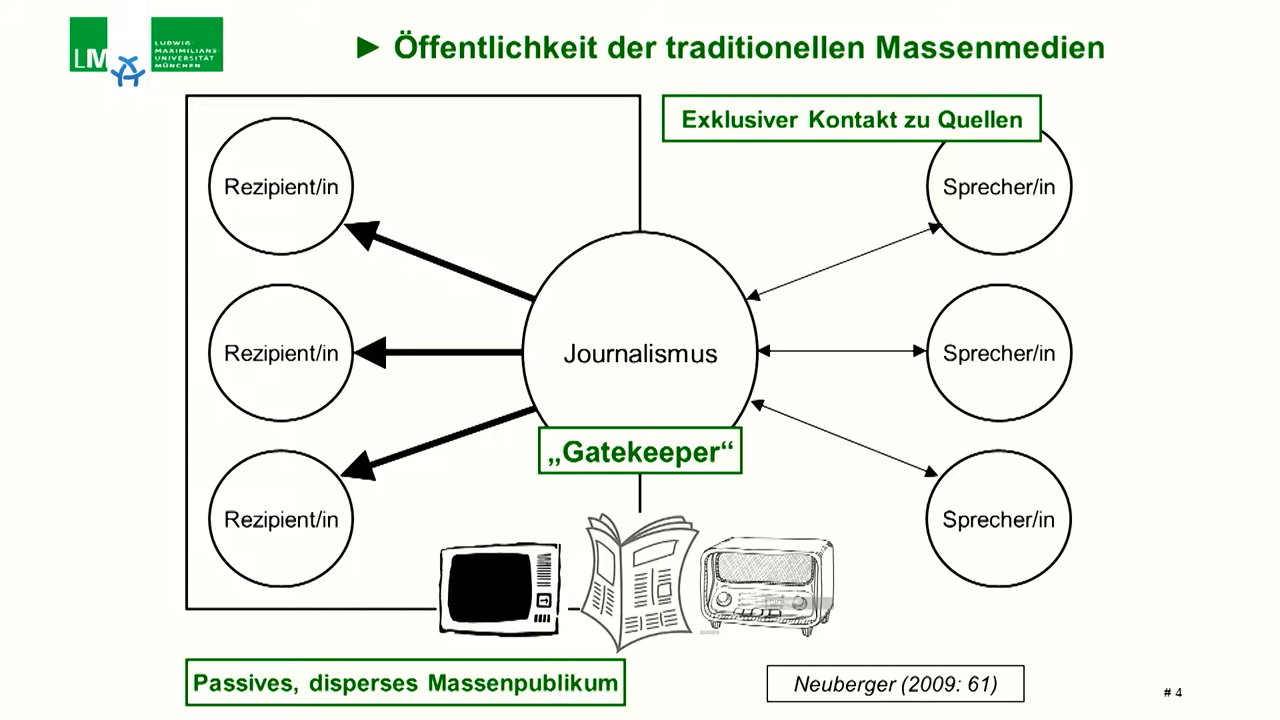 LMU
LUDWIG-
MAXIMILIANS-
UNIVERSITÄT
MÜNCHEN
► Öffentlichkeit der traditionellen Massenmedien
Exklusiver Kontakt zu Quellen
Rezipient/in
Sprecher/in
Rezipient/in
Journalismus
Sprecher/in
„Gatekeeper“
Rezipient/in
Sprecher/in
Passives, disperses Massenpublikum
Neuberger (2009: 61)
# 4